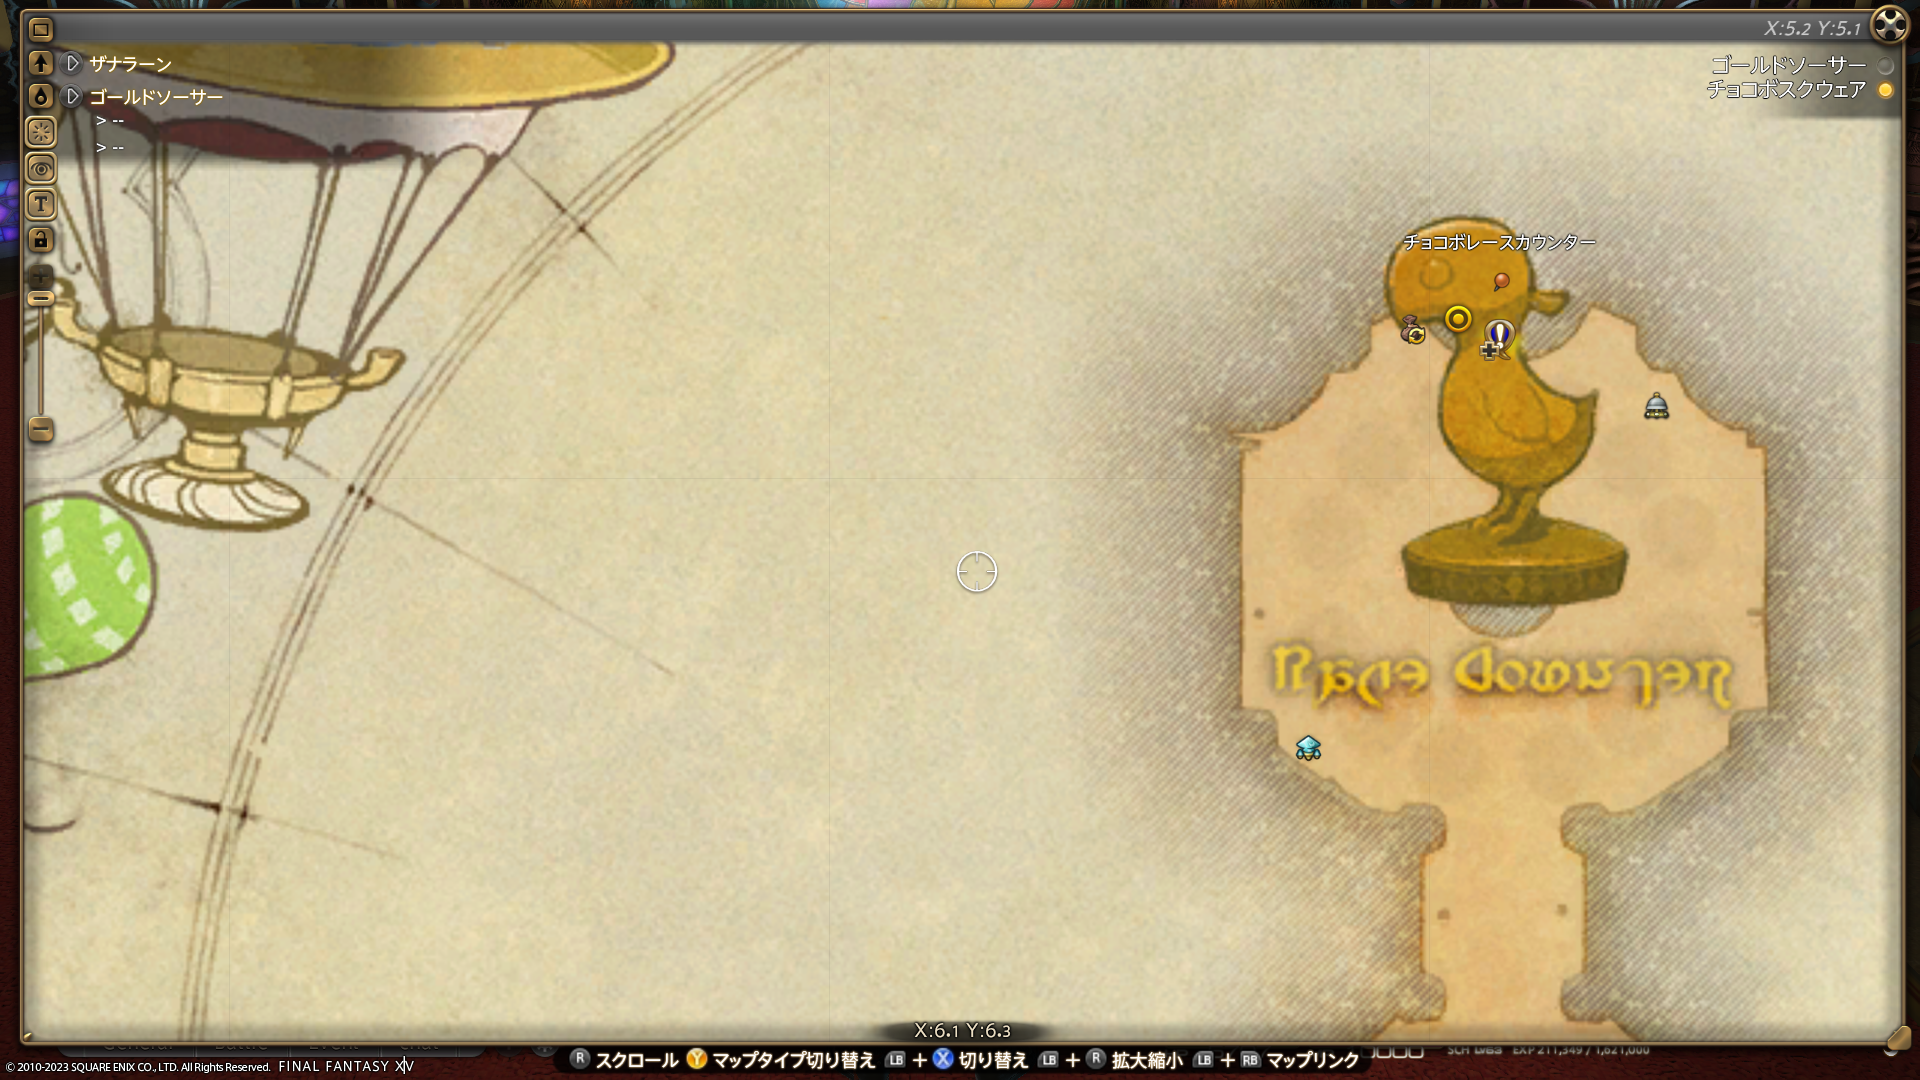 X:5.2 Y:5.1
ザナラーン
ゴールドソーサー
> --
> --
ゴールドソーサー
チョコボスクウェア
T
チョコボレースカウンター
X:6.1 Y:6.3
R スクロール Y マップタイプ切り替え LB + X 切り替え LB + R 拡大縮小 LB + RB マップリンク
© 2010-2023 SQUARE ENIX CO., LTD. All Rights Reserved. FINAL FANTASY XIV